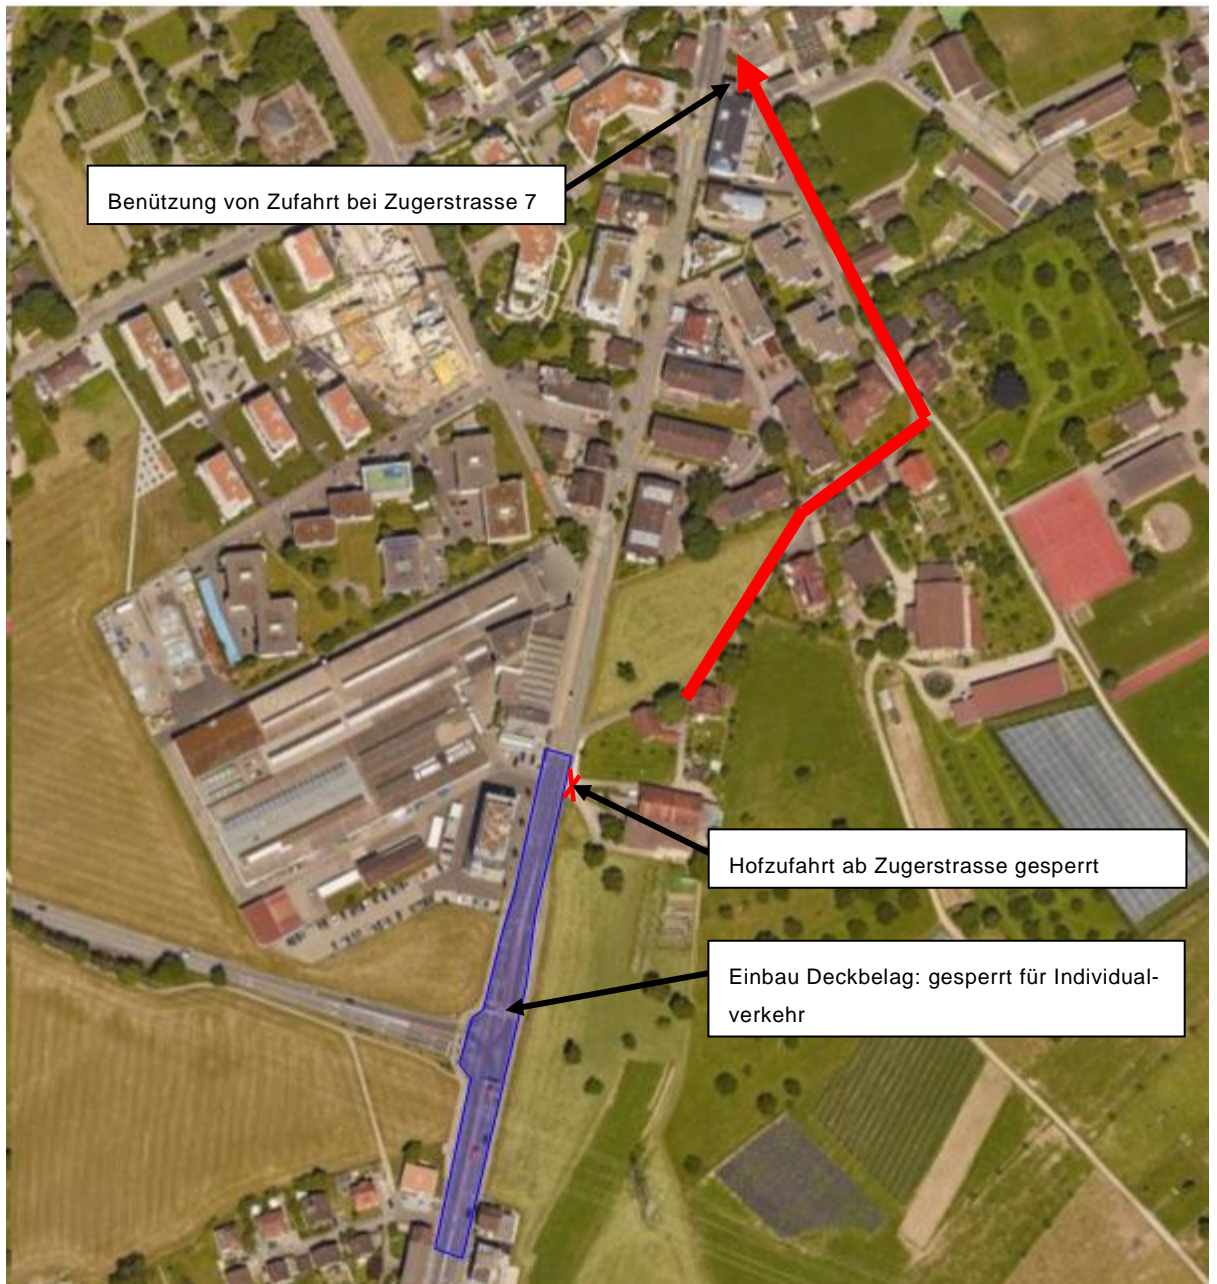 Benützung von Zufahrt bei Zugerstrasse 7
Hofzufahrt ab Zugerstrasse gesperrt
Einbau Deckbelag: gesperrt für Individual-
verkehr